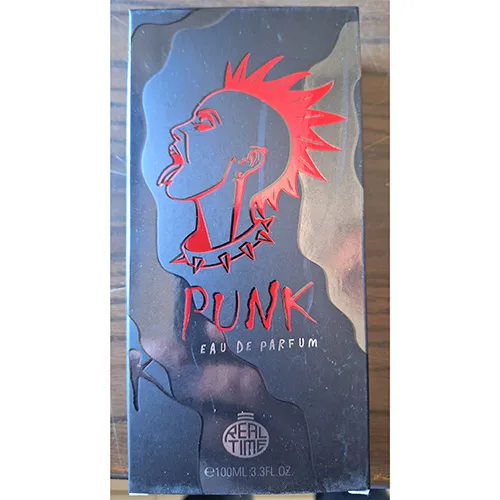 PUNK
EAU DE PARFUM
REAL
TIME
℮100ML 3.3FL.OZ.